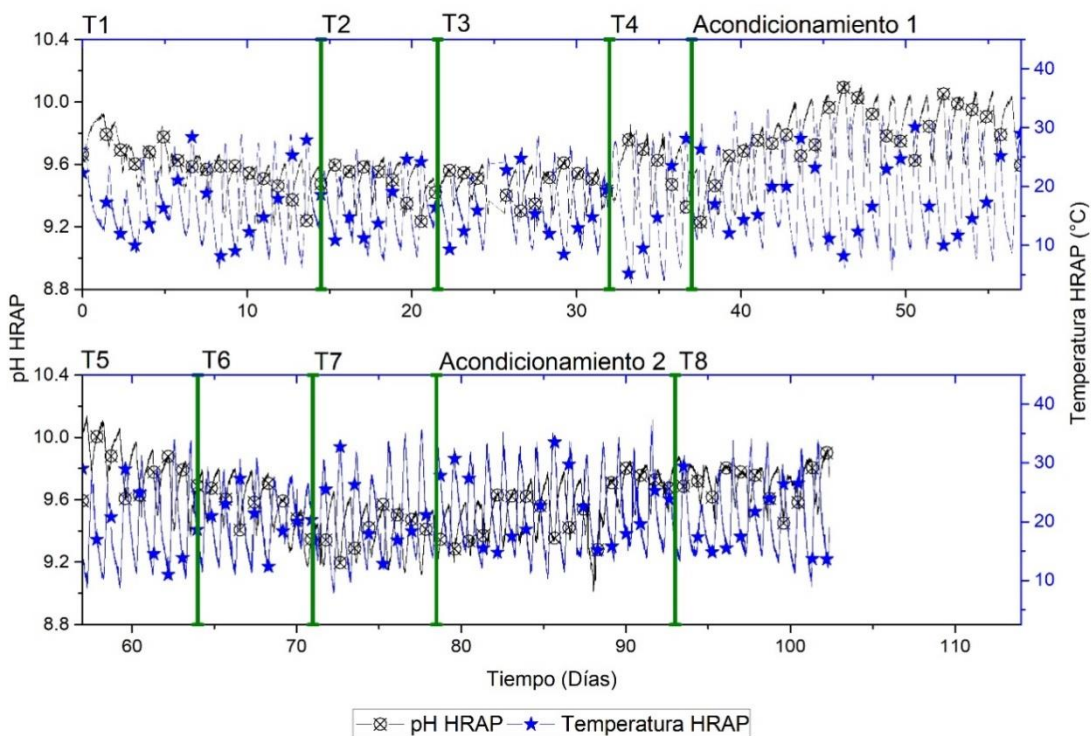 T1 T2 T3 T4 Acondicionamiento 1
10.4 40
10.0 30
9.6 20
9.2 10
8.8
0 10 20 30 40 50
pH HRAP
Temperatura HRAP (°C)
T5 T6 T7 Acondicionamiento 2 T8
10.4 40
10.0 30
9.6 20
9.2 10
8.8
60 70 80 90 100 110
Tiempo (Días)
pH HRAP Temperatura HRAP